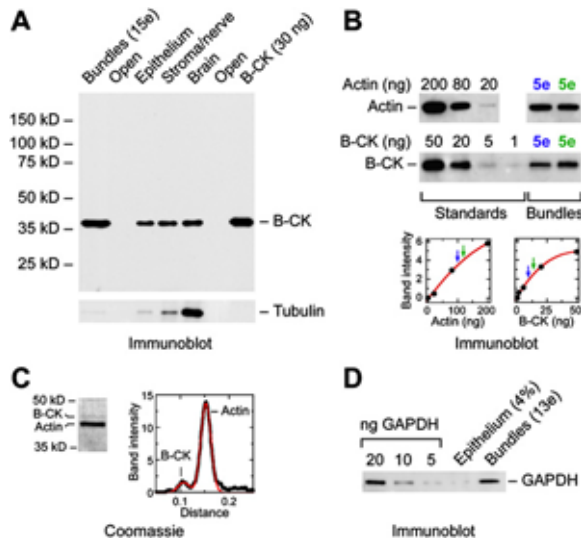 A
Bundles (15e)
Open
Epithelium
Stroma/nerve
Brain
Open
B-CK (30 ng)
150 kD
100 kD
75 kD
50 kD
35 kD
25 kD
B-CK
Tubulin
Immunoblot
B
Actin (ng) 200 80 20 5e 5e
Actin
B-CK (ng) 50 20 5 1 5e 5e
B-CK
Standards Bundles
Band intensity
6
4
2
0
0 100 200
Actin (ng)
0 50
B-CK (ng)
Immunoblot
C
50 kD
B-CK
Actin
35 kD
Band intensity
15
10
5
0
B-CK
Actin
0.1 0.2
Distance
Coomassie
D
ng GAPDH
20 10 5
Epithelium (4%)
Bundles (13e)
GAPDH
Immunoblot